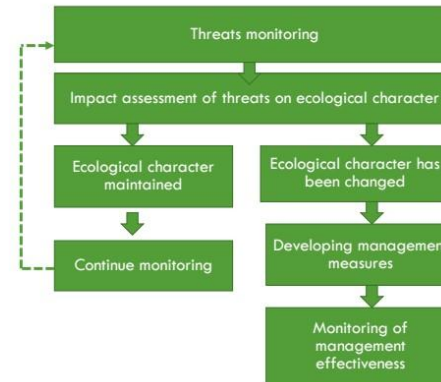 Threats monitoring
Impact assessment of threats on ecological character
Ecological character
maintained
Ecological character has
been changed
Continue monitoring
Developing management
measures
Monitoring of
management
effectiveness